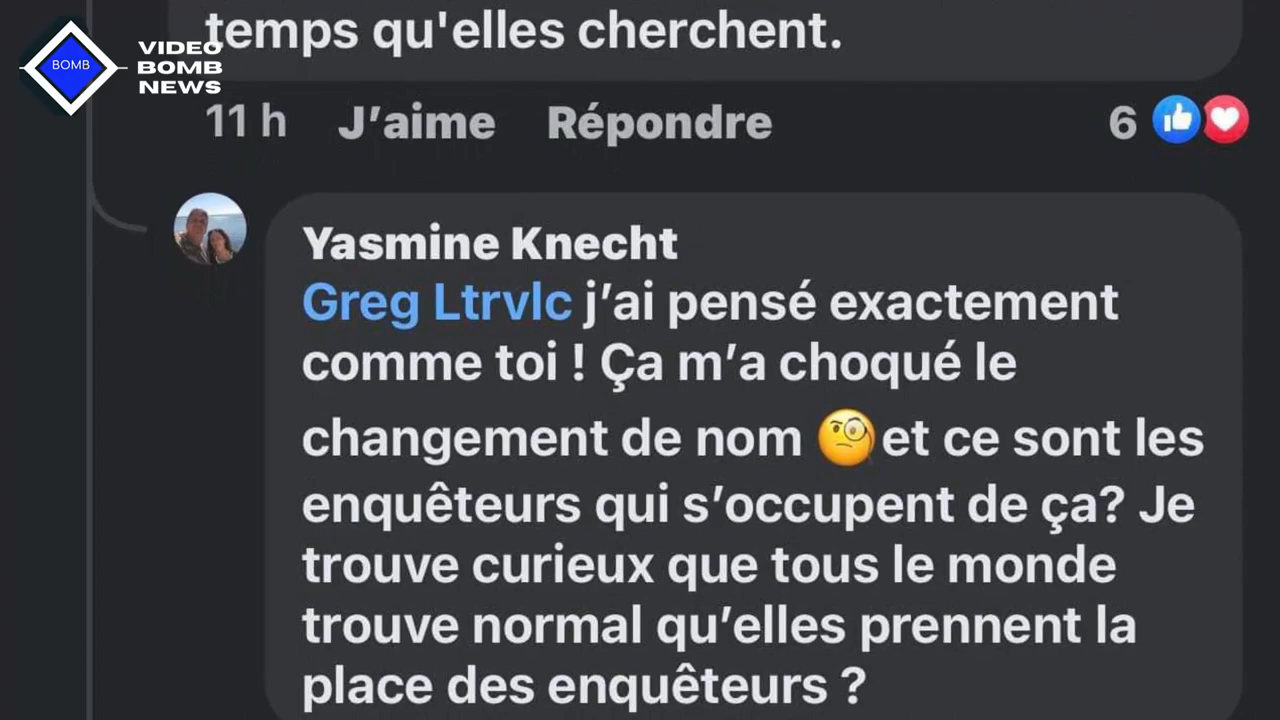 temps qu'elles cherchent.
BOMB
VIDEO
BOMB
NEWS
11 h J’aime Répondre 6
Yasmine Knecht
Greg Ltrvlc j’ai pensé exactement
comme toi ! Ça m’a choqué le
changement de nom 🧐et ce sont les
enquêteurs qui s’occupent de ça? Je
trouve curieux que tous le monde
trouve normal qu’elles prennent la
place des enquêteurs ?